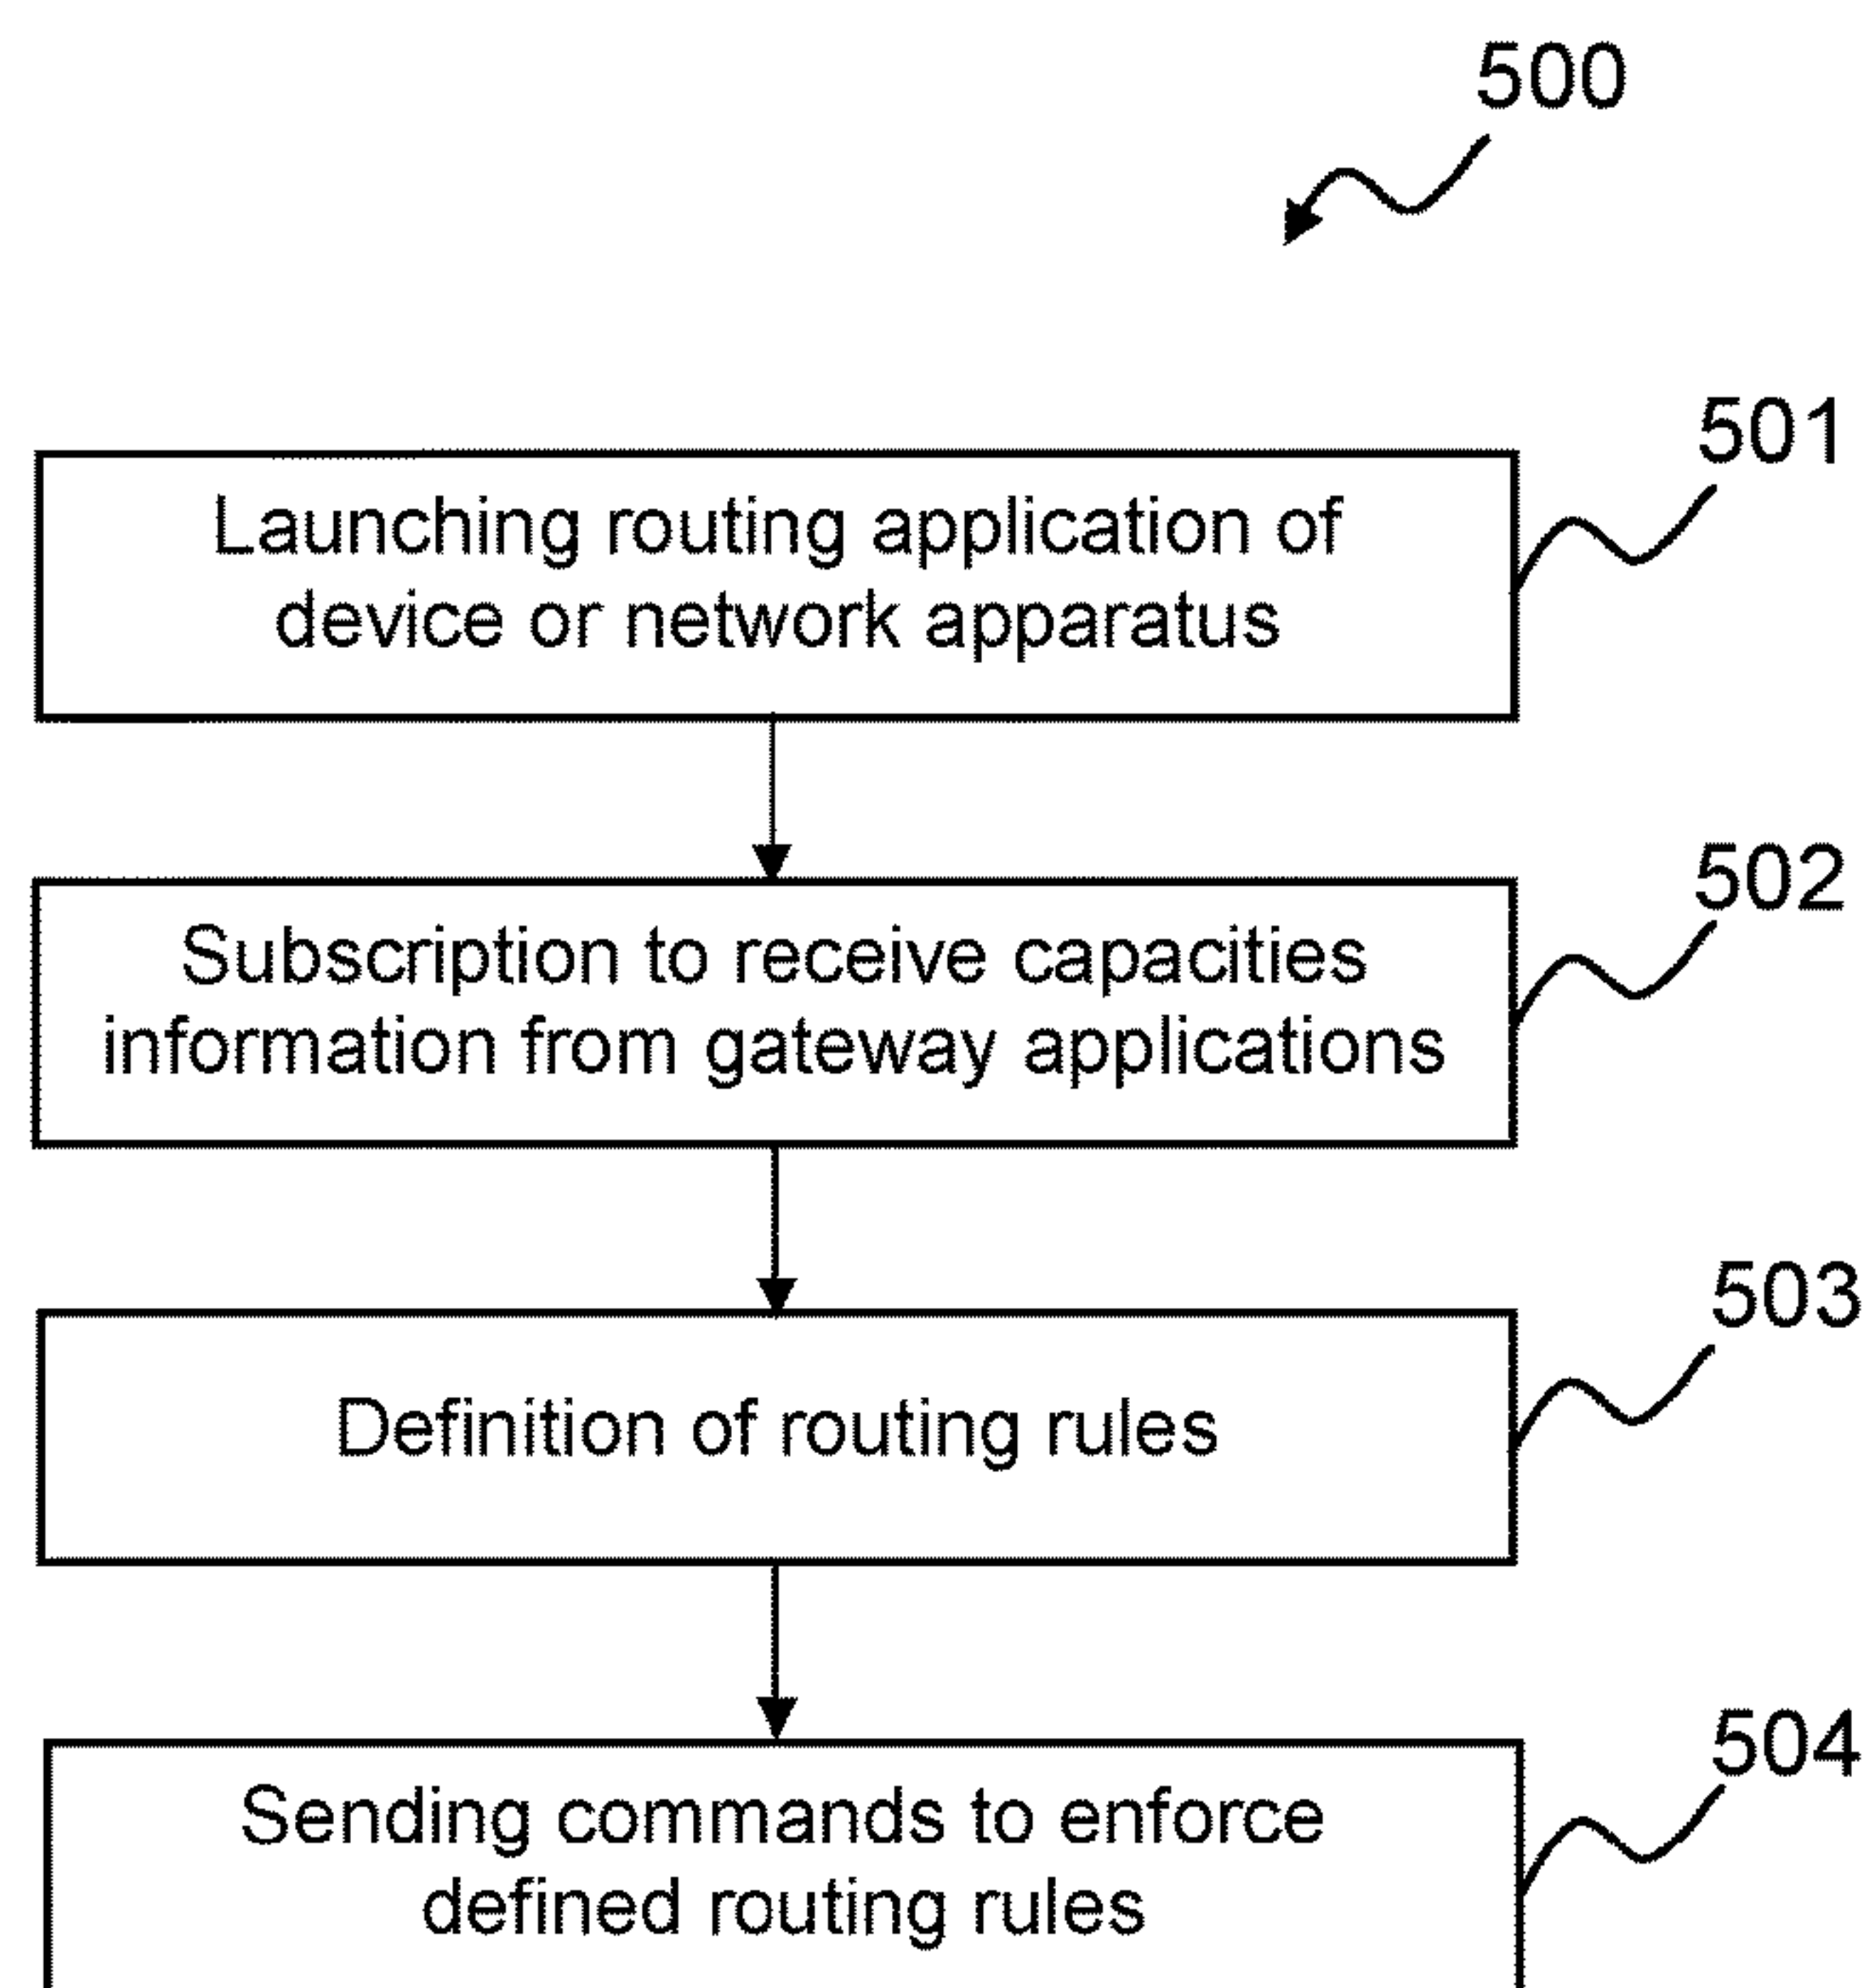 500
501
Launching routing application of
device or network apparatus
502
Subscription to receive capacities
information from gateway applications
503
Definition of routing rules
504
Sending commands to enforce
defined routing rules